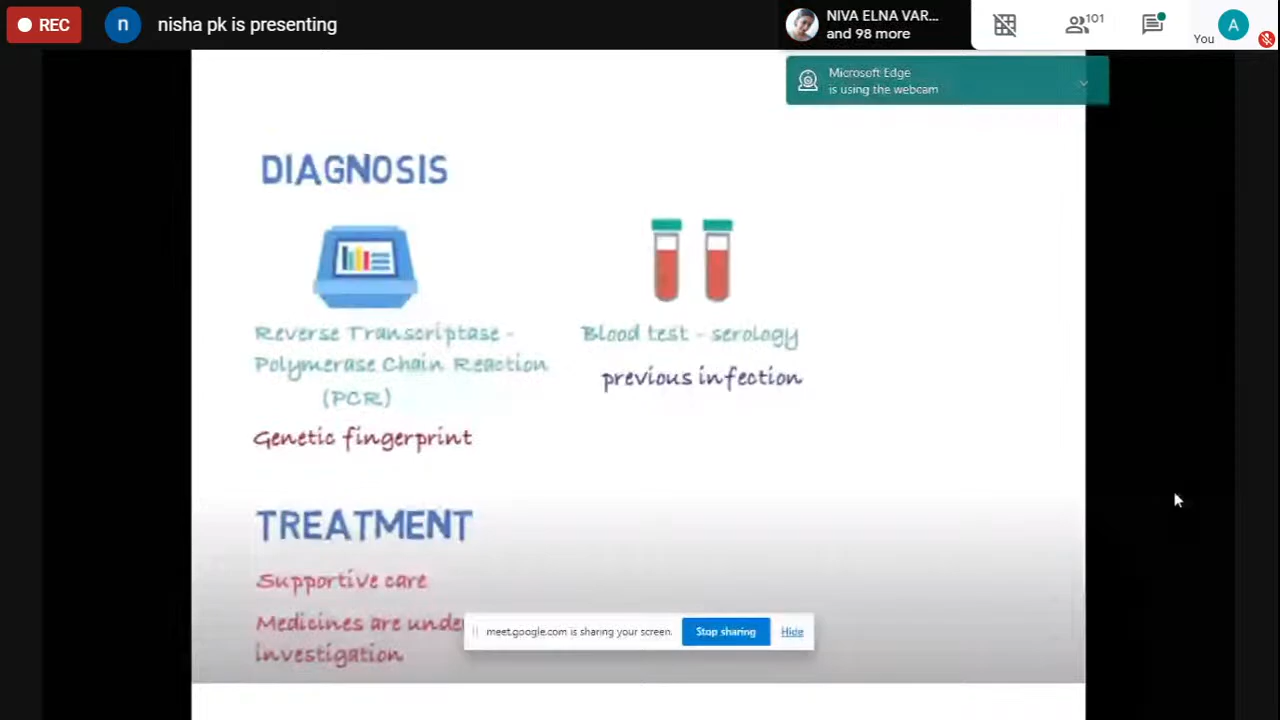 REC
n
nisha pk is presenting
NIVA ELNA VAR...
and 98 more
101
You
A
Microsoft Edge
is using the webcam
DIAGNOSIS
Reverse Transcriptase -
Polymerase Chain Reaction
(PCR)
Genetic fingerprint
Blood test - serology
previous infection
TREATMENT
Supportive care
Medicines are unde
investigation
meet.google.com is sharing your screen.
Stop sharing
Hide